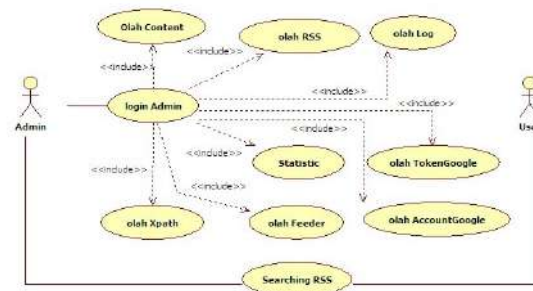 Olah Content
olah RSS
olah Log
<<include>>
<<include>>
<<include>>
login Admin
Admin
<<include>>
<<include>>
<<include>>
<<include>>
<<include>>
Statistic
olah TokenGoogle
olah Xpath
olah Feeder
olah AccountGoogle
Searching RSS